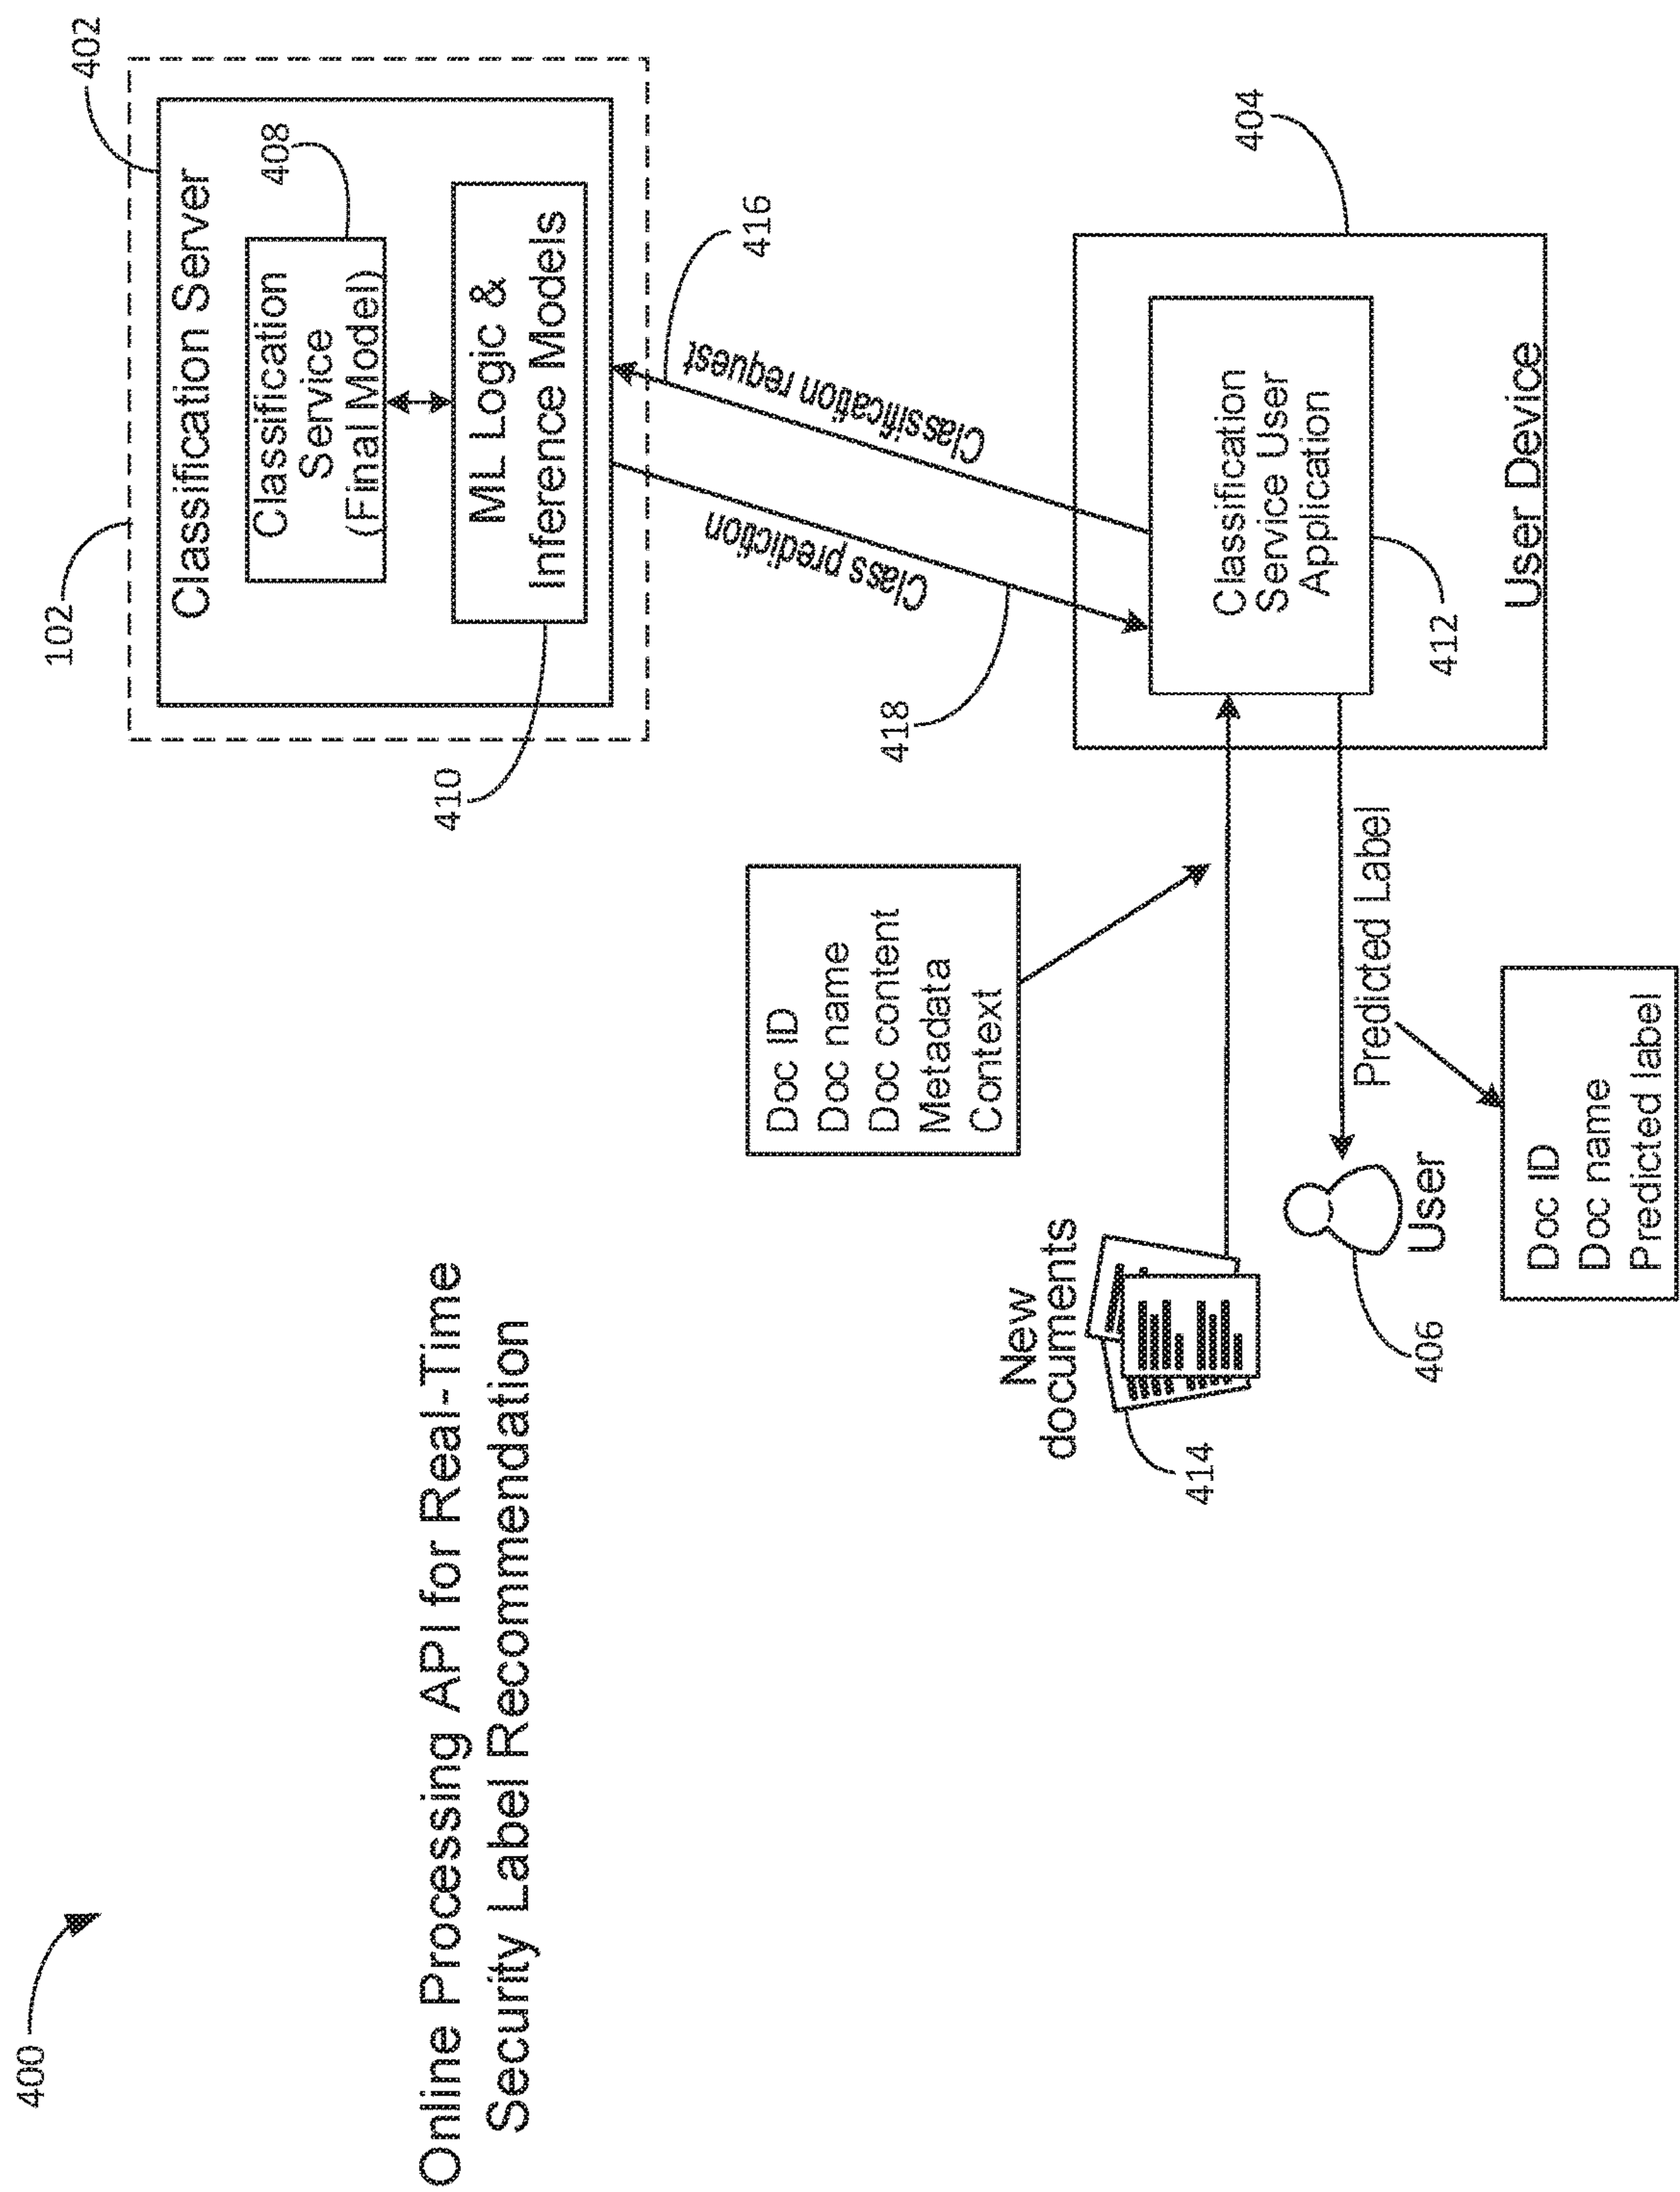 400
Online Processing API for Real-Time
Security Label Recommendation
102
402
Classification Server
408
Classification
Service
(Final Model)
ML Logic &
Inference Models
410
416
Classification request
Class prediction
418
404
Classification
Service User
Application
412
User Device
Doc ID
Doc name
Doc content
Metadata
Context
New
documents
414
Predicted Label
User
406
Doc ID
Doc name
Predicted label